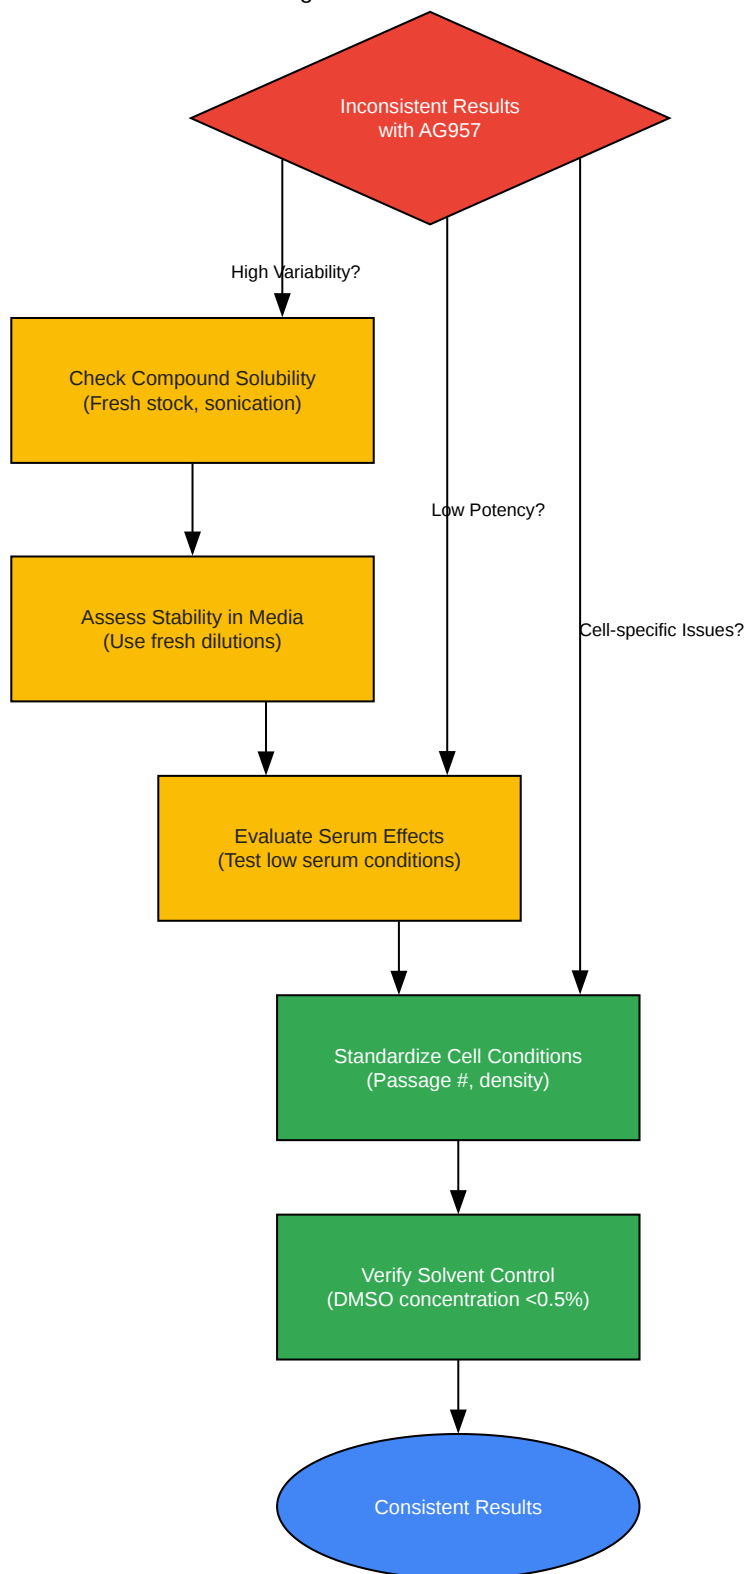 Inconsistent Results
with AG957
High Variability?
Check Compound Solubility
(Fresh stock, sonication)
Low Potency?
Assess Stability in Media
(Use fresh dilutions)
Cell-specific Issues?
Evaluate Serum Effects
(Test low serum conditions)
Standardize Cell Conditions
(Passage #, density)
Verify Solvent Control
(DMSO concentration <0.5%)
Consistent Results